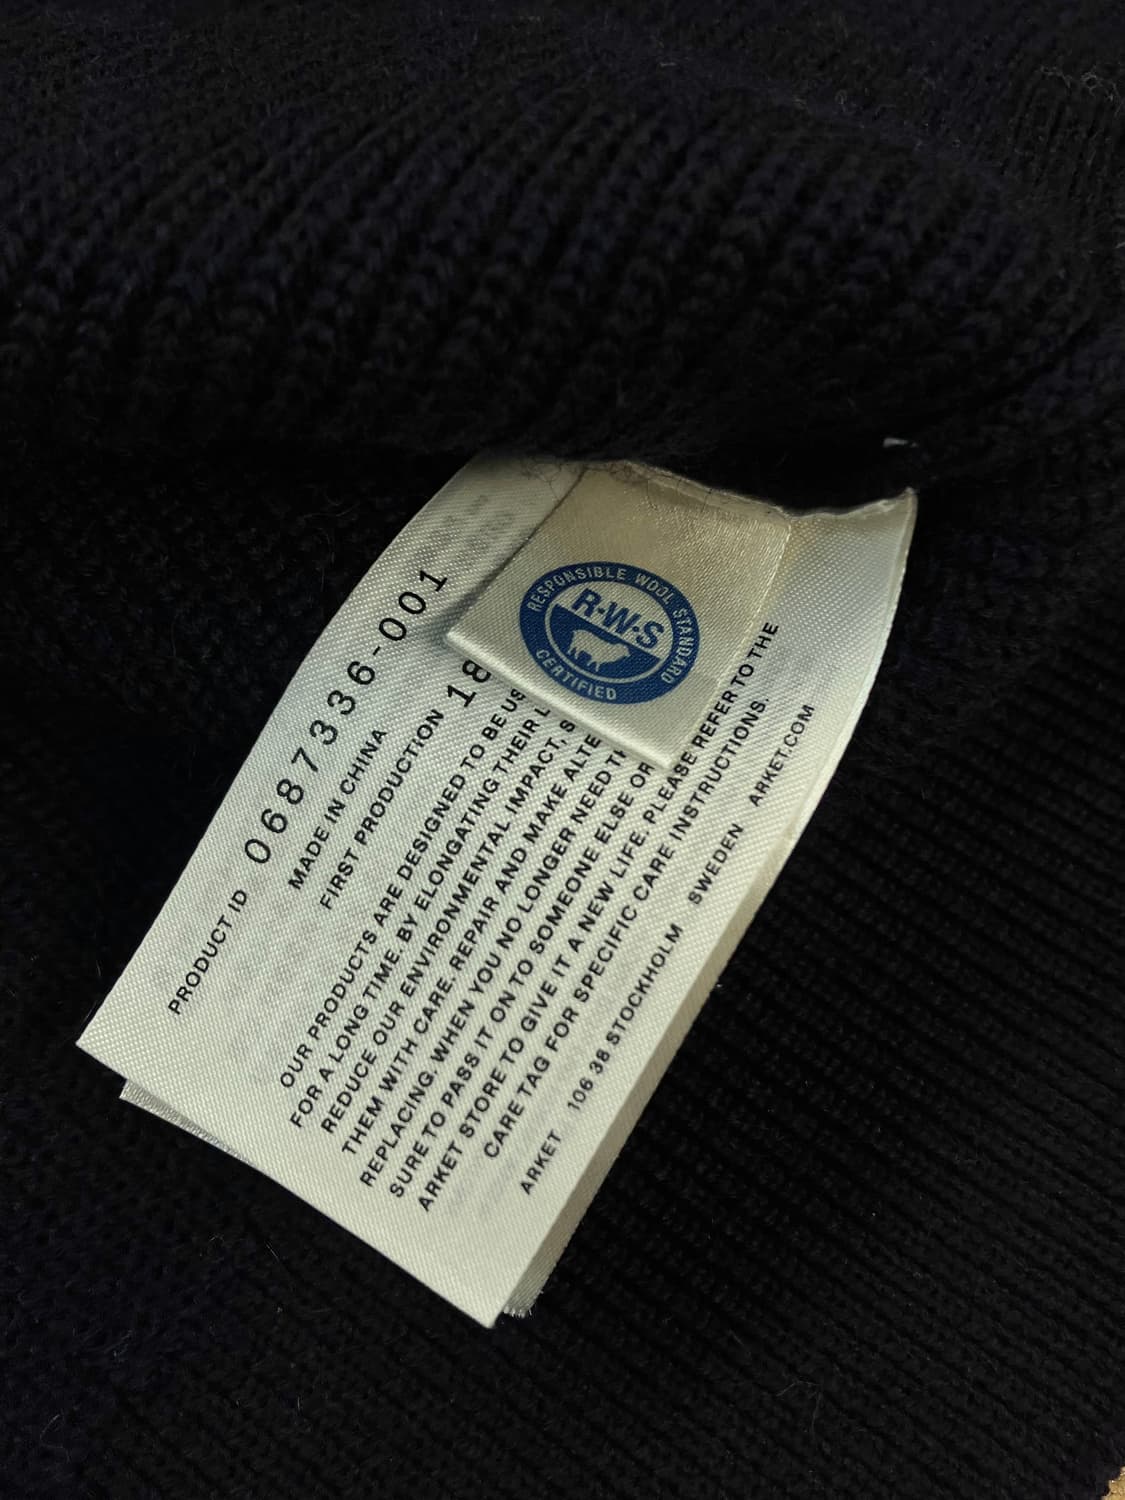 RESPONSIBLE WOOL STANDARD
R·W·S
CERTIFIED
PRODUCT ID 0687336-001
MADE IN CHINA
FIRST PRODUCTION 18
OUR PRODUCTS ARE DESIGNED TO BE US
FOR A LONG TIME. BY ELONGATING THEIR L
REDUCE OUR ENVIRONMENTAL IMPACT, S
THEM WITH CARE. REPAIR AND MAKE ALTE
REPLACING. WHEN YOU NO LONGER NEED TH
SURE TO PASS IT ON TO SOMEONE ELSE OR
ARKET STORE TO GIVE IT A NEW LIFE. PLEASE REFER TO THE
CARE TAG FOR SPECIFIC CARE INSTRUCTIONS.
ARKET 106 38 STOCKHOLM SWEDEN ARKET.COM